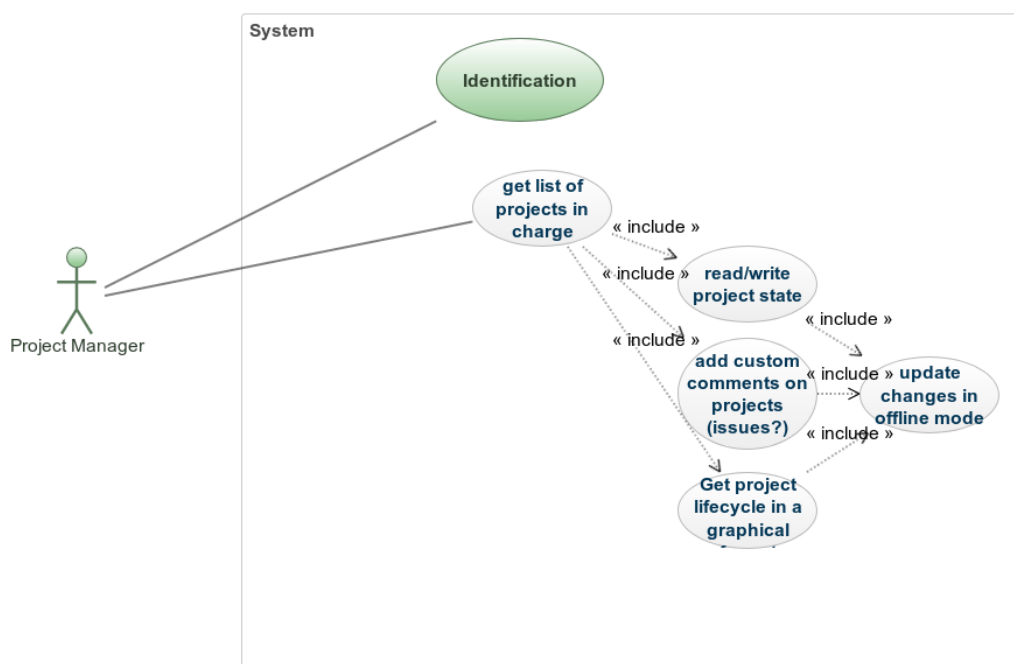 System
Identification
get list of
projects in
charge
« include »
« include »
read/write
project state
« include »
Project Manager
« include »
add custom
comments on
projects
(issues?)
« include »
update
changes in
offline mode
« include »
Get project
lifecycle in a
graphical